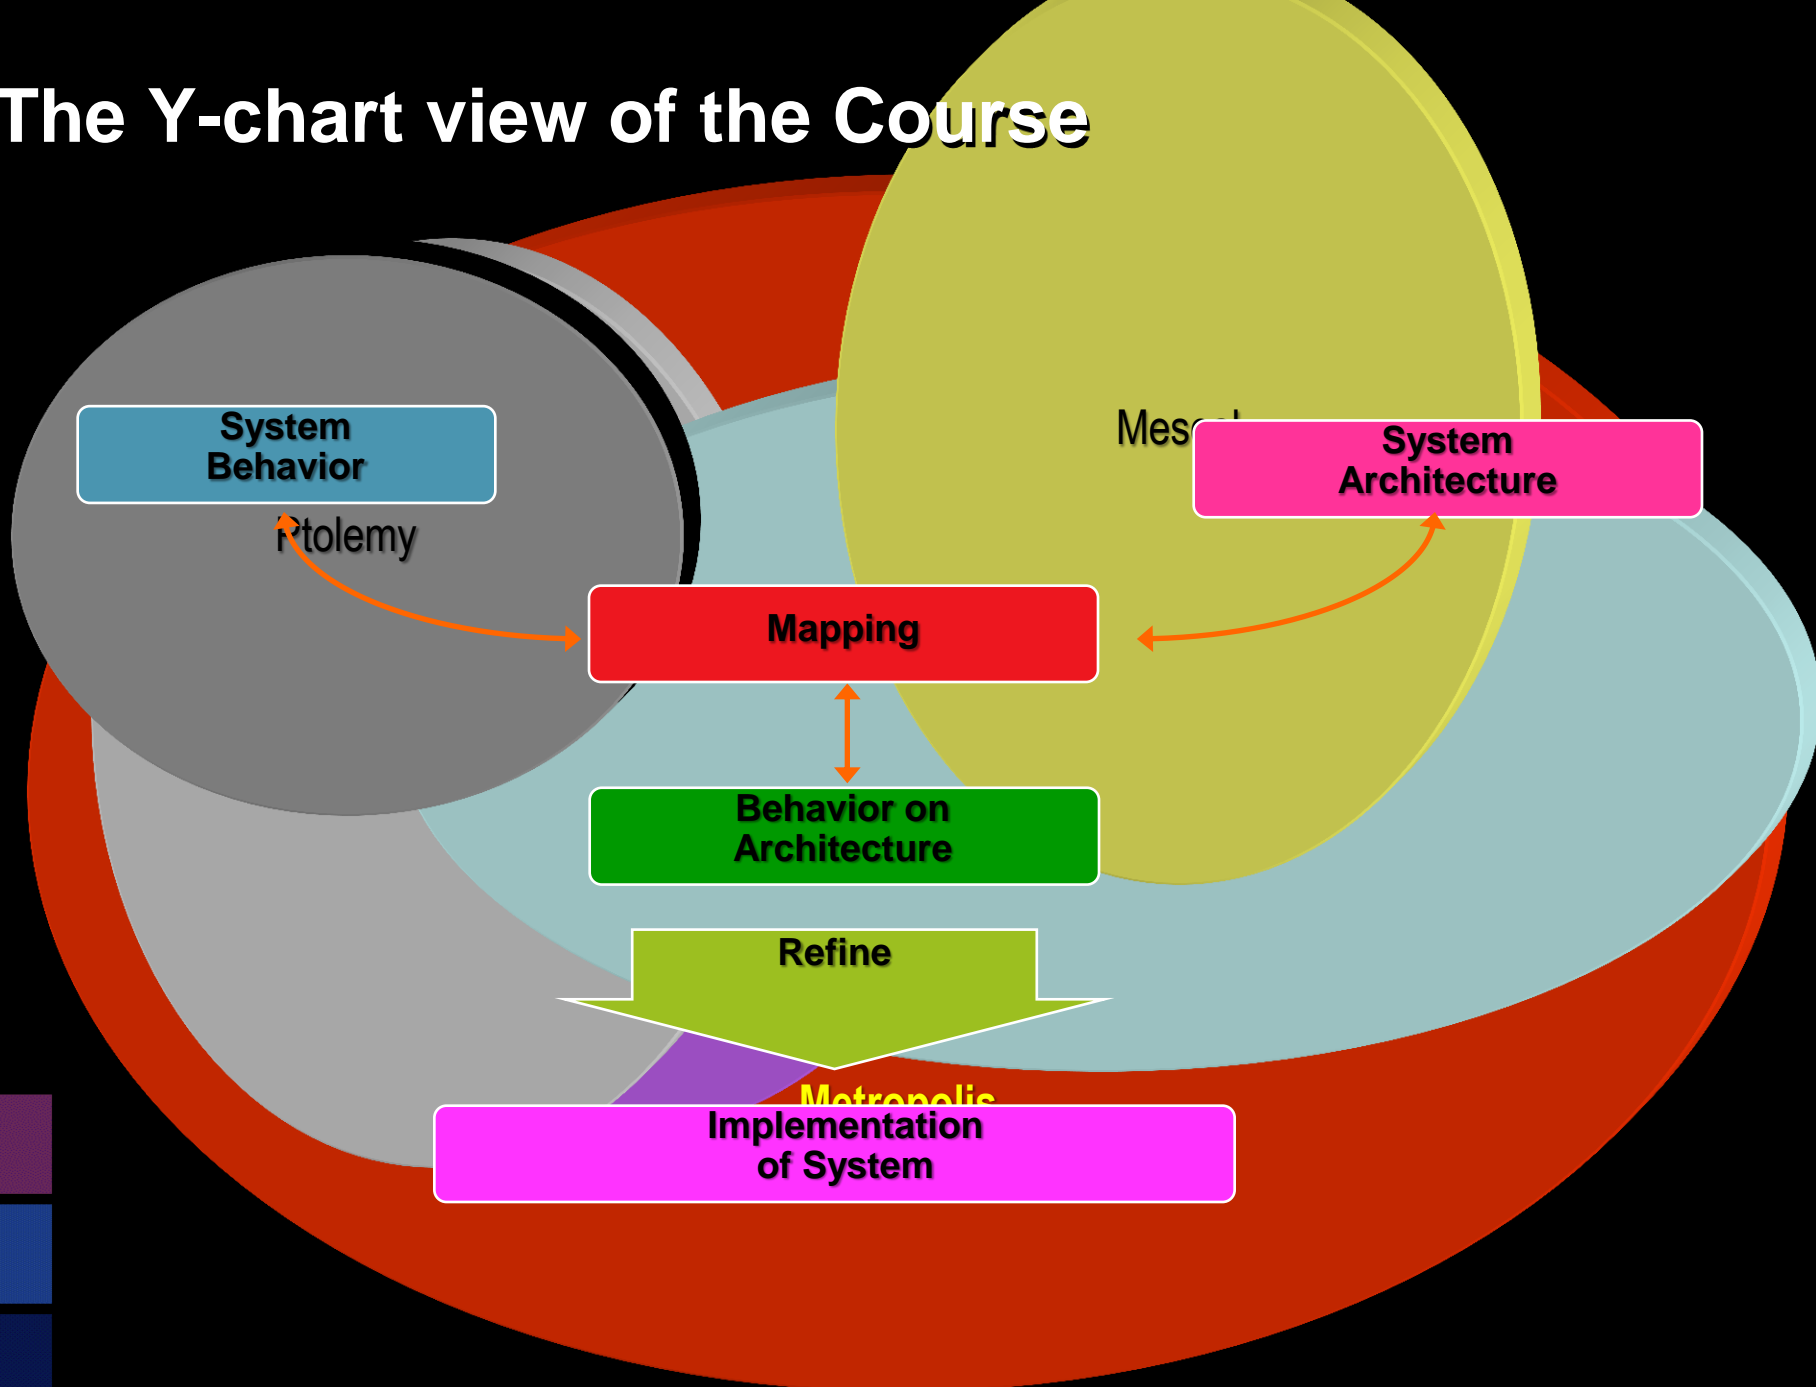 The Y-chart view of the Course
System
Behavior
System
Architecture
Ptolemy
Mapping
Behavior on
Architecture
Refine
Metropolis
Implementation
of System